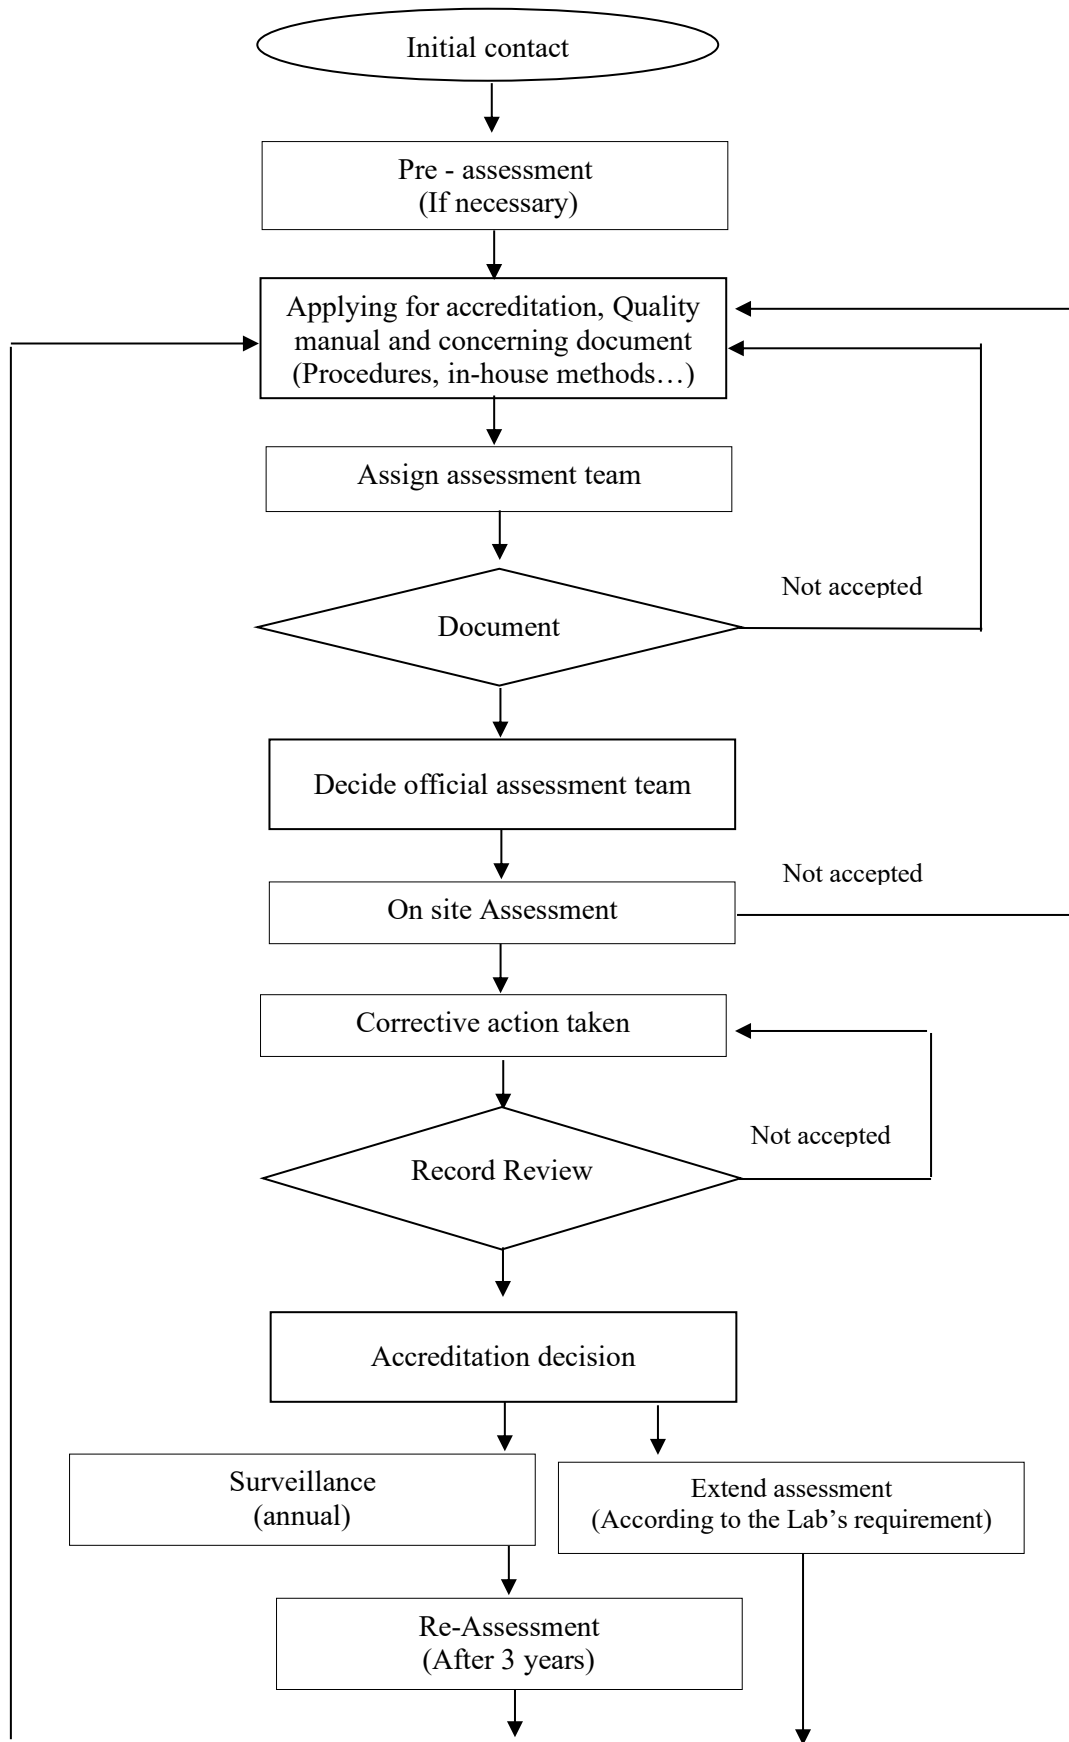 Initial contact
Pre - assessment
(If necessary)
Applying for accreditation, Quality
manual and concerning document
(Procedures, in-house methods…)
Assign assessment team
Not accepted
Document
Decide official assessment team
Not accepted
On site Assessment
Corrective action taken
Not accepted
Record Review
Accreditation decision
Surveillance
(annual)
Extend assessment
(According to the Lab’s requirement)
Re-Assessment
(After 3 years)